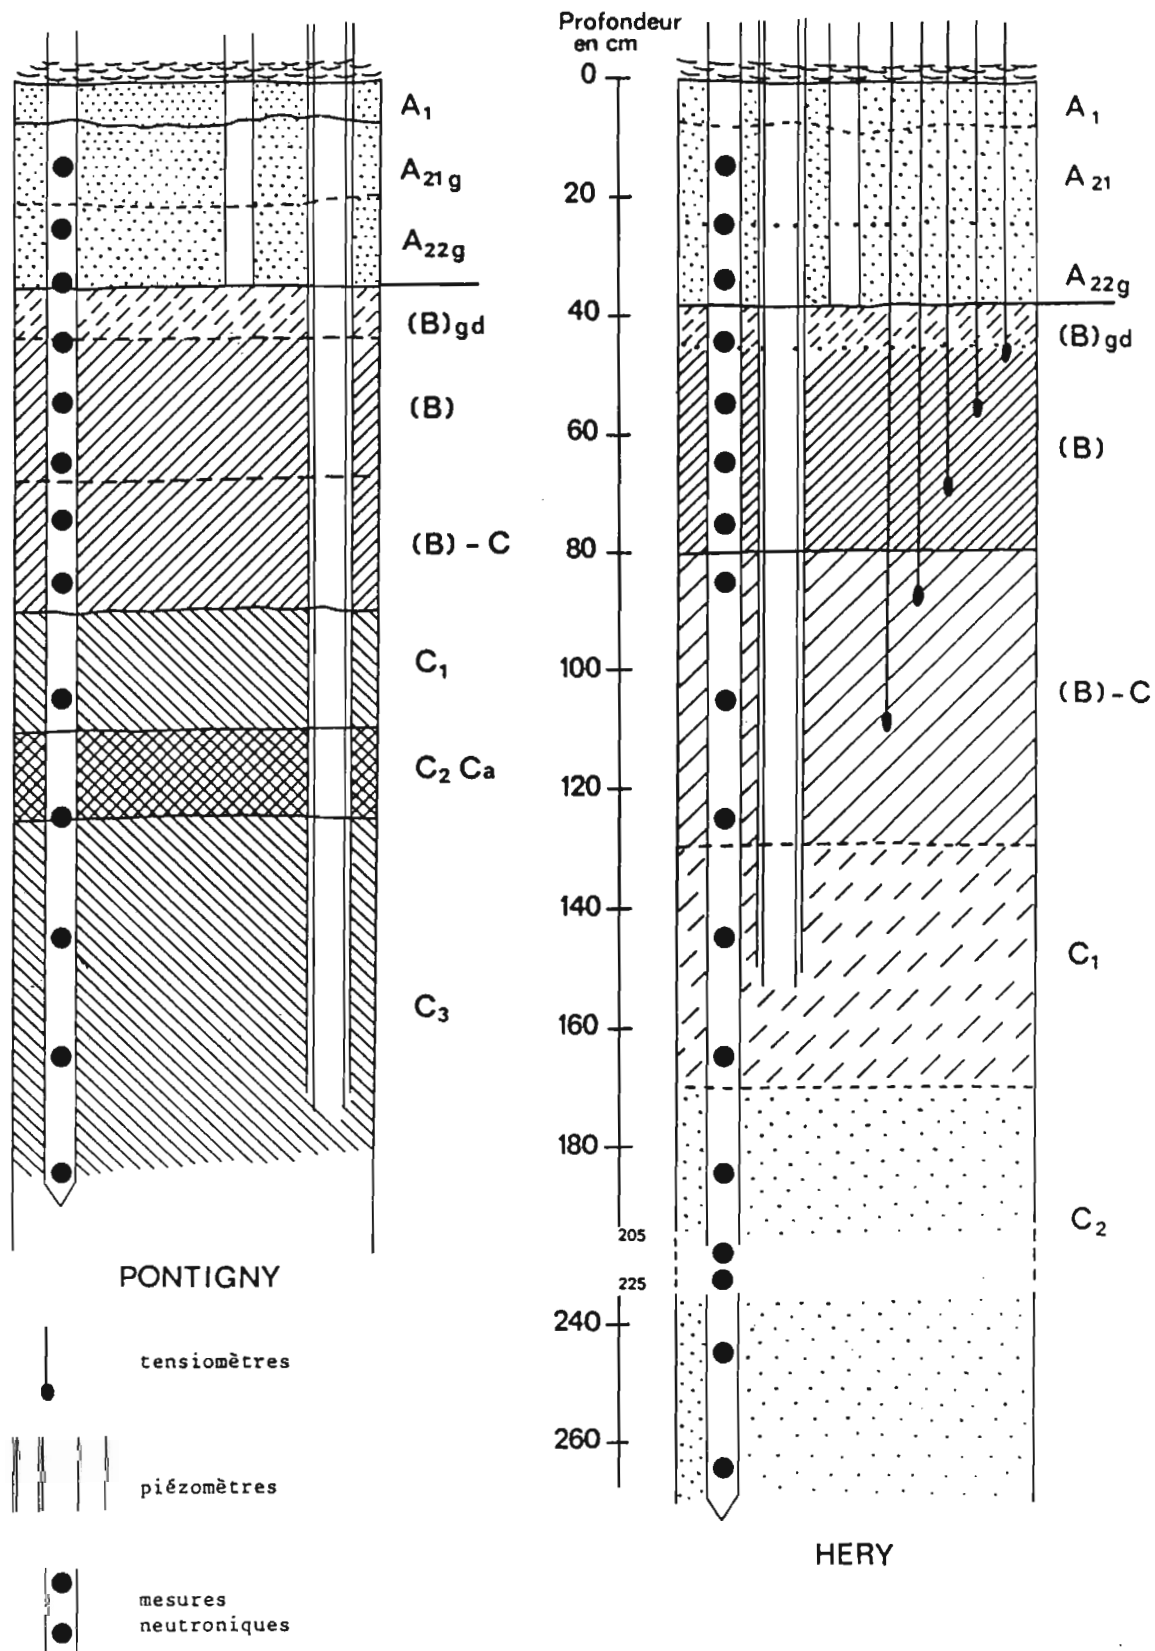 Profondeur
en cm
0
20
40
60
80
100
120
140
160
180
205
225
240
260
A1
A21g
A22g
(B)gd
(B)
(B)-C
C1
C2 Ca
C3
PONTIGNY
A1
A21
A22g
(B)gd
(B)
(B)-C
C1
C2
HERY
tensiomètres
piézomètres
mesures
neutroniques